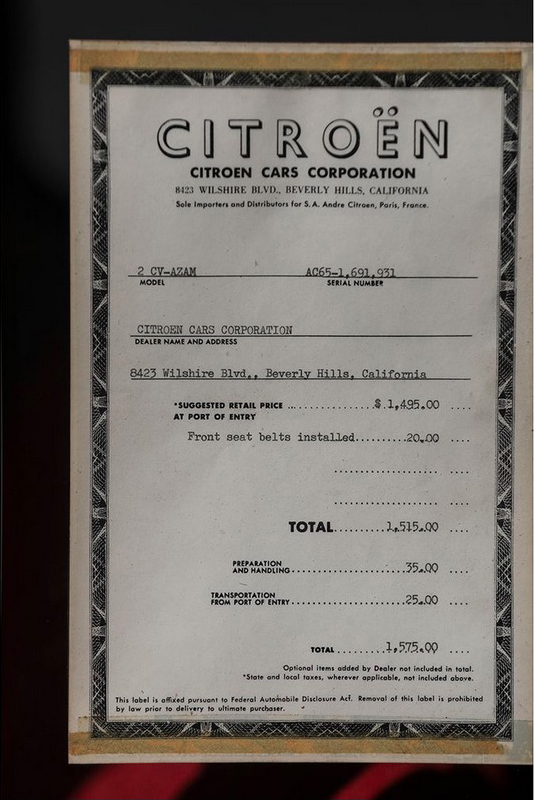 CITROËN
CITROEN CARS CORPORATION
8423 WILSHIRE BLVD., BEVERLY HILLS, CALIFORNIA
Sole Importers and Distributors for S. A. Andre Citroen, Paris, France.
2 CV-AZAM AC65-1,691,931
MODEL SERIAL NUMBER
CITROEN CARS CORPORATION
DEALER NAME AND ADDRESS
8423 Wilshire Blvd., Beverly Hills, California
*SUGGESTED RETAIL PRICE ...............$ 1,495.00 ....
AT PORT OF ENTRY
Front seat belts installed.........20.00 ....
TOTAL.........1,515.00 ....
PREPARATION
AND HANDLING....................35.00 ....
TRANSPORTATION
FROM PORT OF ENTRY....................25.00 ....
TOTAL .........1,575.00 ....
Optional items added by Dealer not included in total.
*State and local taxes, wherever applicable, not included above.
This label is affixed pursuant to Federal Automobile Disclosure Act. Removal of this label is prohibited
by law prior to delivery to ultimate purchaser.